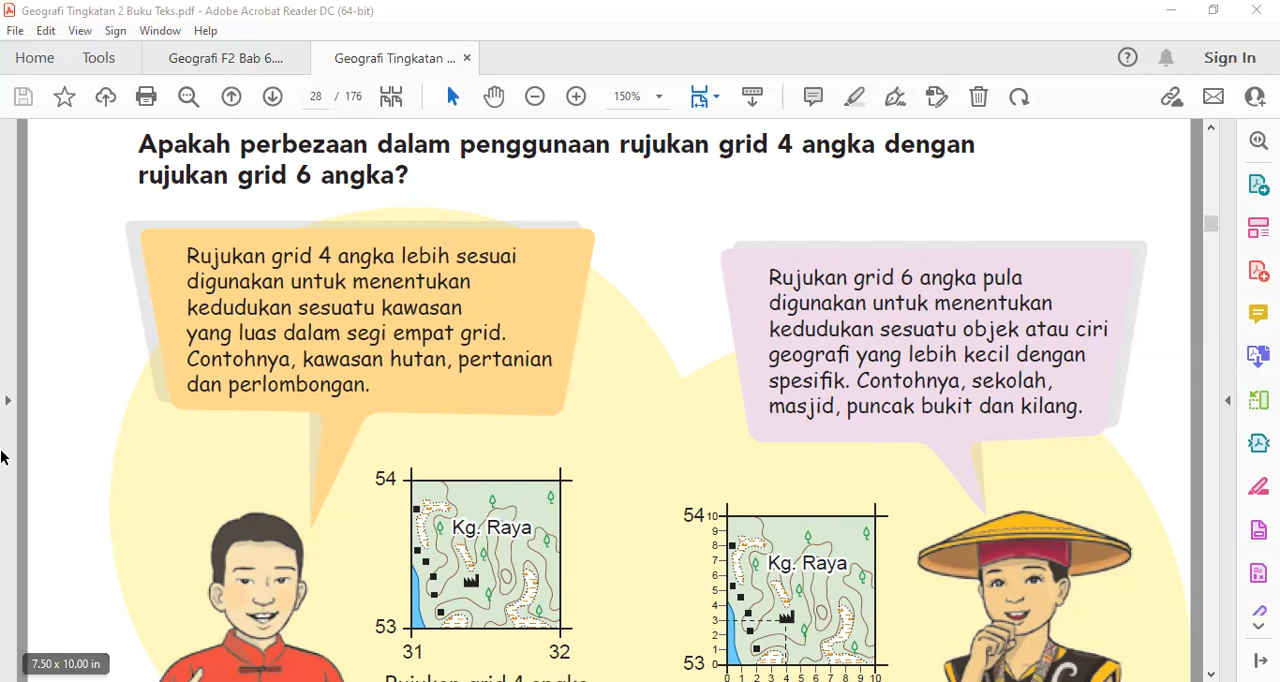 Geografi Tingkatan 2 Buku Teks.pdf - Adobe Acrobat Reader DC (64-bit)
File Edit View Sign Window Help
Home Tools Geografi F2 Bab 6.... Geografi Tingkatan ... × Sign In
28 / 176 150%
Apakah perbezaan dalam penggunaan rujukan grid 4 angka dengan
rujukan grid 6 angka?
Rujukan grid 4 angka lebih sesuai
digunakan untuk menentukan
kedudukan sesuatu kawasan
yang luas dalam segi empat grid.
Contohnya, kawasan hutan, pertanian
dan perlombongan.
Rujukan grid 6 angka pula
digunakan untuk menentukan
kedudukan sesuatu objek atau ciri
geografi yang lebih kecil dengan
spesifik. Contohnya, sekolah,
masjid, puncak bukit dan kilang.
54
Kg. Raya
53
31 32
Rujukan grid 4 angka
54 10
9
8
7
6
5
4
3
2
1
53 0
Kg. Raya
0 1 2 3 4 5 6 7 8 9 10
7.50 x 10.00 in